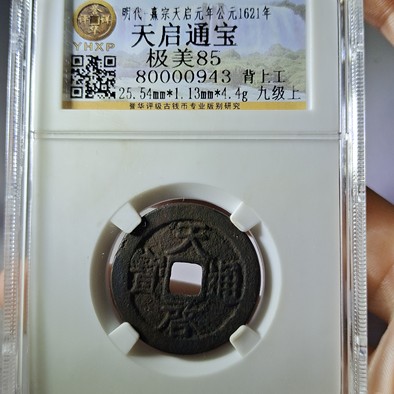 明代·熹宗天启元年公元1621年
天启通宝
极美85
80000943 背上工
25.54mm*1.13mm*4.4g 九级上
誉华评级古钱币专业版别研究
YHXP
天啓通寶